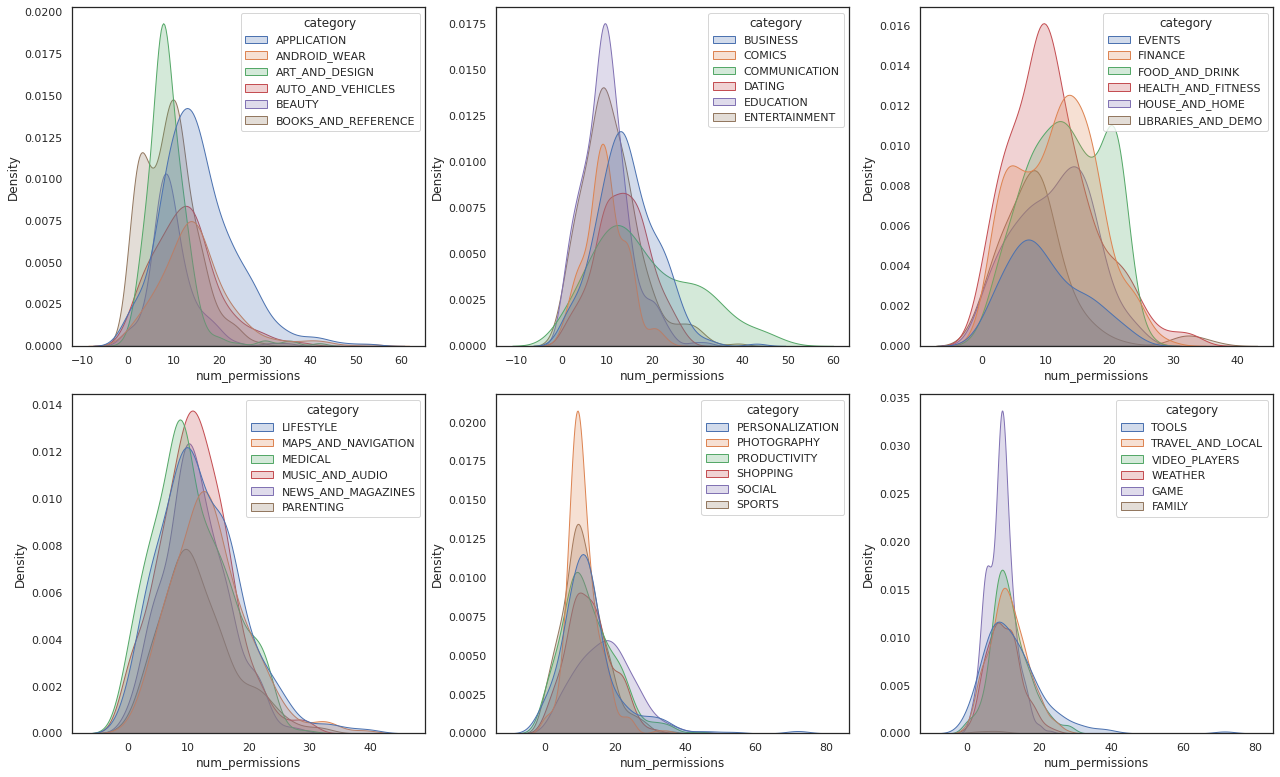 category
APPLICATION
ANDROID_WEAR
ART_AND_DESIGN
AUTO_AND_VEHICLES
BEAUTY
BOOKS_AND_REFERENCE
0.0200
0.0175
0.0150
0.0125
0.0100
0.0075
0.0050
0.0025
0.0000
Density
−10 0 10 20 30 40 50 60
num_permissions
category
BUSINESS
COMICS
COMMUNICATION
DATING
EDUCATION
ENTERTAINMENT
0.0175
0.0150
0.0125
0.0100
0.0075
0.0050
0.0025
0.0000
Density
−10 0 10 20 30 40 50 60
num_permissions
category
EVENTS
FINANCE
FOOD_AND_DRINK
HEALTH_AND_FITNESS
HOUSE_AND_HOME
LIBRARIES_AND_DEMO
0.016
0.014
0.012
0.010
0.008
0.006
0.004
0.002
0.000
Density
0 10 20 30 40
num_permissions
category
LIFESTYLE
MAPS_AND_NAVIGATION
MEDICAL
MUSIC_AND_AUDIO
NEWS_AND_MAGAZINES
PARENTING
0.014
0.012
0.010
0.008
0.006
0.004
0.002
0.000
Density
0 10 20 30 40
num_permissions
category
PERSONALIZATION
PHOTOGRAPHY
PRODUCTIVITY
SHOPPING
SOCIAL
SPORTS
0.0200
0.0175
0.0150
0.0125
0.0100
0.0075
0.0050
0.0025
0.0000
Density
0 20 40 60 80
num_permissions
category
TOOLS
TRAVEL_AND_LOCAL
VIDEO_PLAYERS
WEATHER
GAME
FAMILY
0.035
0.030
0.025
0.020
0.015
0.010
0.005
0.000
Density
0 20 40 60 80
num_permissions